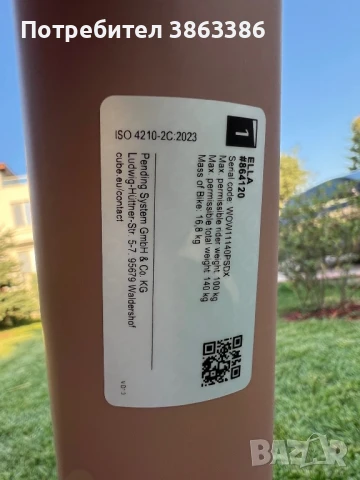 Потребител 3863386
ISO 4210-2C:2023
Pending System GmbH & Co. KG
Ludwig-Hüttner-Str. 5-7, 95679 Waldershof
cube.eu/contact
1
ELLA
#864120
Serial code: WOW11140PSDX
Max. permissible rider weight: 100 kg
Max. permissible total weight: 140 kg
Mass of Bike: 16,8 kg
BAZAR